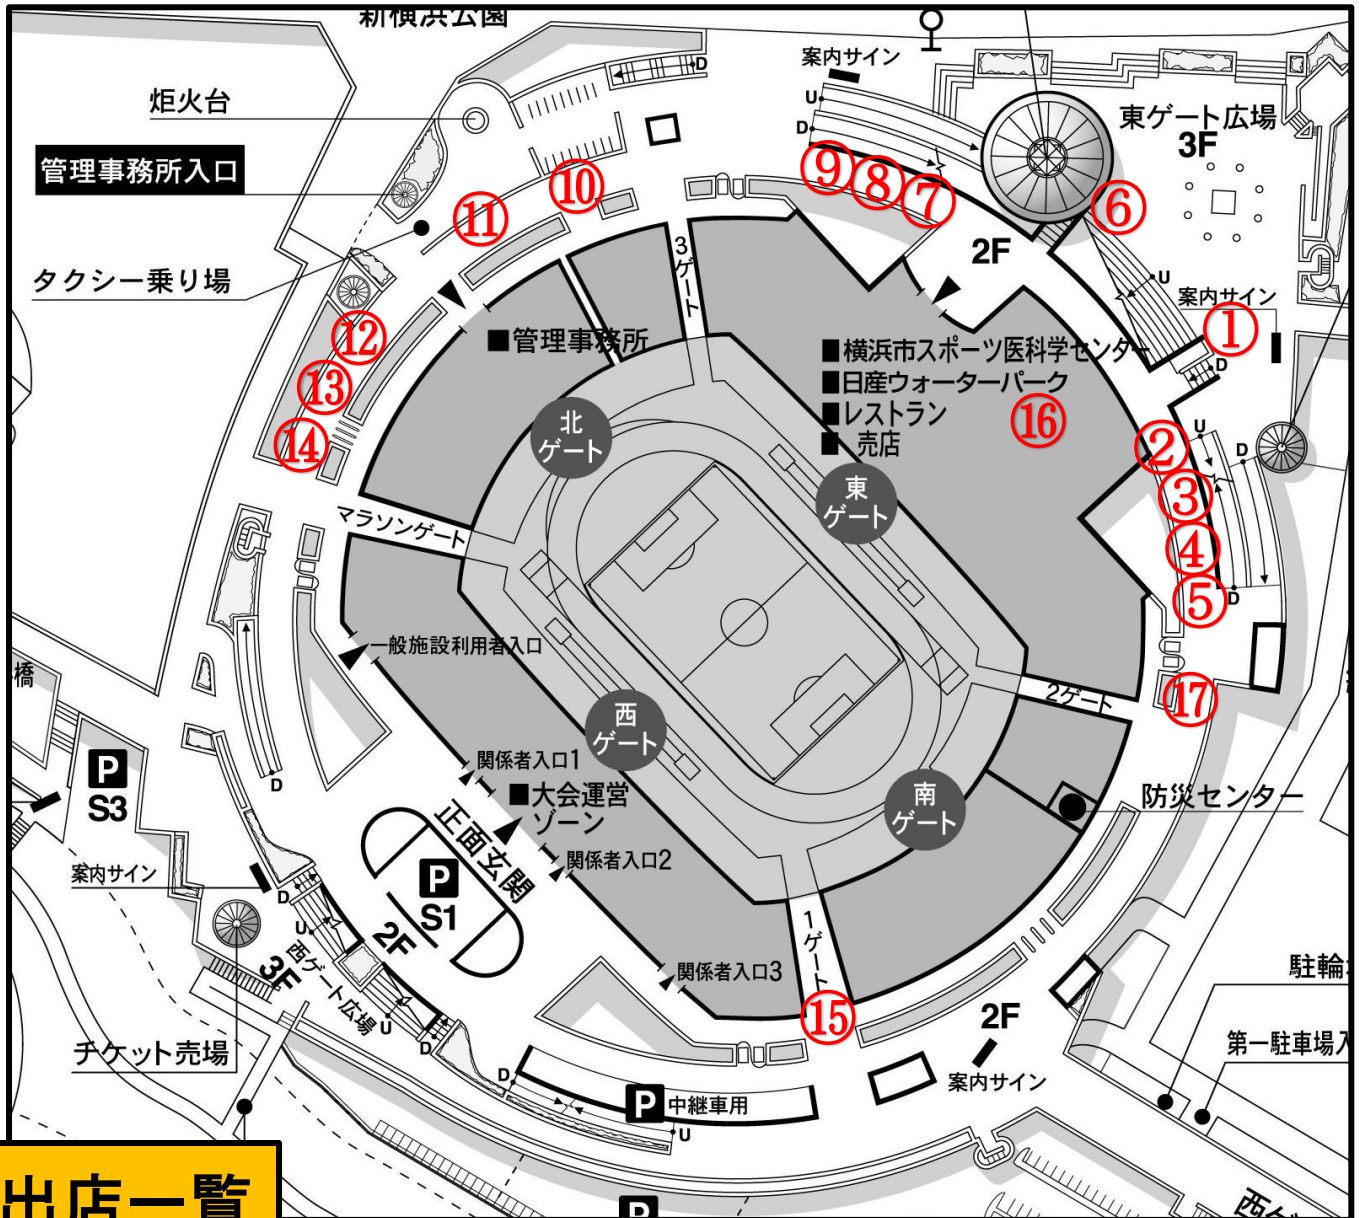 新横浜公園
案内サイン
炬火台
東ゲート広場
3F
管理事務所入口
U
D
D
⑨
⑧
⑦
⑩
⑪
⑥
2F
3ゲート
タクシー乗り場
U
案内サイン
①
D
⑫
■管理事務所
■横浜市スポーツ医科学センター
■日産ウォーターパーク
■レストラン
■売店
⑬
⑯
⑭
北
ゲート
②
U
D
③
東
ゲート
マラソンゲート
④
⑤
D
一般施設利用者入口
橋
2ゲート
⑰
西
ゲート
関係者入口1
P
S3
D
■大会運営
ゾーン
南
ゲート
防災センター
正面玄関
関係者入口2
案内サイン
P
S1
D
U
2F
3F
西ゲート広場
1ゲート
関係者入口3
駐輪
⑮
2F
U
D
チケット売場
案内サイン
第一駐車場入
D
P
中継車用
U
出店一覧
P
西ゲ